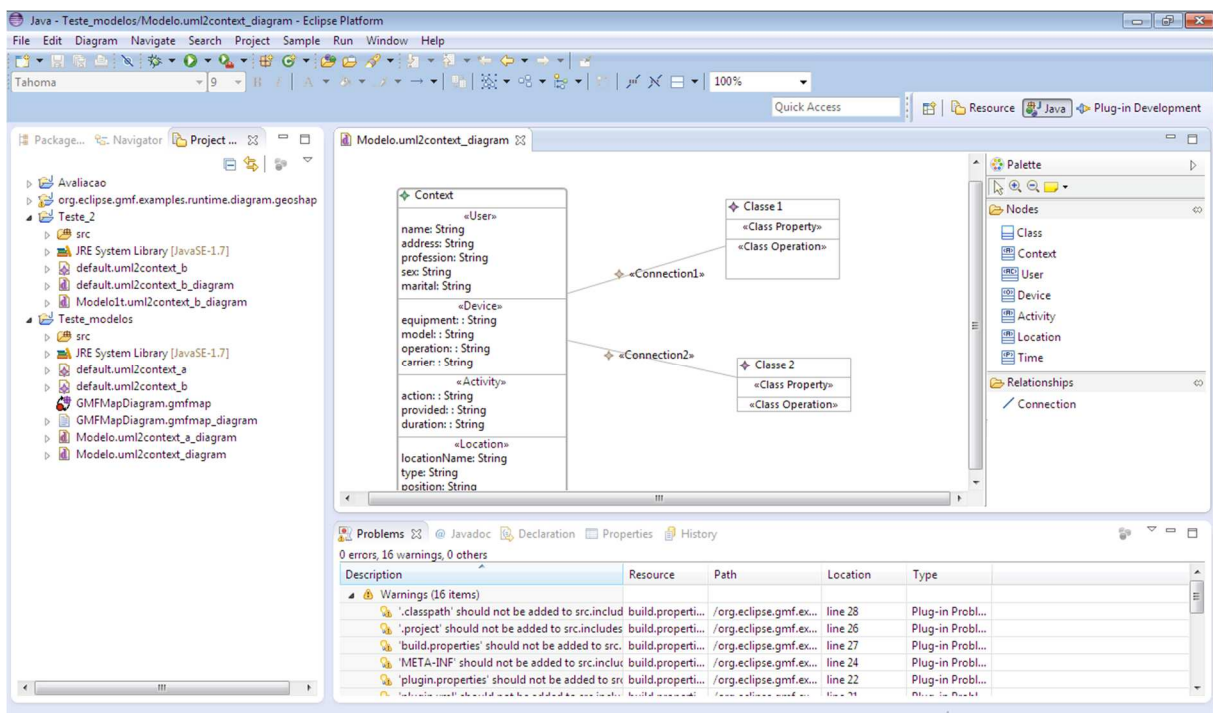 Java - Teste_modelos/Modelo.uml2context_diagram - Eclipse Platform
File Edit Diagram Navigate Search Project Sample Run Window Help
Tahoma 9 B I A 100%
Quick Access Resource Java Plug-in Development
Package... Navigator Project ...
Avaliacao
org.eclipse.gmf.examples.runtime.diagram.geoshap
Teste_2
src
JRE System Library [JavaSE-1.7]
default.uml2context_b
default.uml2context_b_diagram
Modelo1t.uml2context_b_diagram
Teste_modelos
src
JRE System Library [JavaSE-1.7]
default.uml2context_a
default.uml2context_b
GMFMapDiagram.gmfmap
GMFMapDiagram.gmfmap_diagram
Modelo.uml2context_a_diagram
Modelo.uml2context_diagram
Modelo.uml2context_diagram
Context
«User»
name: String
address: String
profession: String
sex: String
marital: String
«Device»
equipment: : String
model: : String
operation: : String
carrier: : String
«Activity»
action: : String
provided: : String
duration: : String
«Location»
locationName: String
type: String
position: String
«Connection1»
«Connection2»
Classe 1
«Class Property»
«Class Operation»
Classe 2
«Class Property»
«Class Operation»
Palette
Nodes
Class
Context
User
Device
Activity
Location
Time
Relationships
Connection
Problems @ Javadoc Declaration Properties History
0 errors, 16 warnings, 0 others
Description Resource Path Location Type
Warnings (16 items)
'.classpath' should not be added to src.includ build.properti... /org.eclipse.gmf.ex... line 28 Plug-in Probl...
'.project' should not be added to src.includes build.properti... /org.eclipse.gmf.ex... line 26 Plug-in Probl...
'build.properties' should not be added to src. build.properti... /org.eclipse.gmf.ex... line 27 Plug-in Probl...
'META-INF' should not be added to src.includ build.properti... /org.eclipse.gmf.ex... line 24 Plug-in Probl...
'plugin.properties' should not be added to src build.properti... /org.eclipse.gmf.ex... line 22 Plug-in Probl...